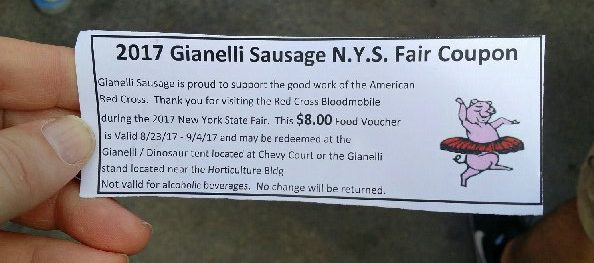 2017 Gianelli Sausage N.Y.S. Fair Coupon
Gianelli Sausage is proud to support the good work of the American
Red Cross. Thank you for visiting the Red Cross Bloodmobile
during the 2017 New York State Fair. This $8.00 Food Voucher
is Valid 8/23/17 - 9/4/17 and may be redeemed at the
Gianelli / Dinosaur tent located at Chevy Court or the Gianelli
stand located near the Horticulture Bldg
Not valid for alcoholic beverages. No change will be returned.